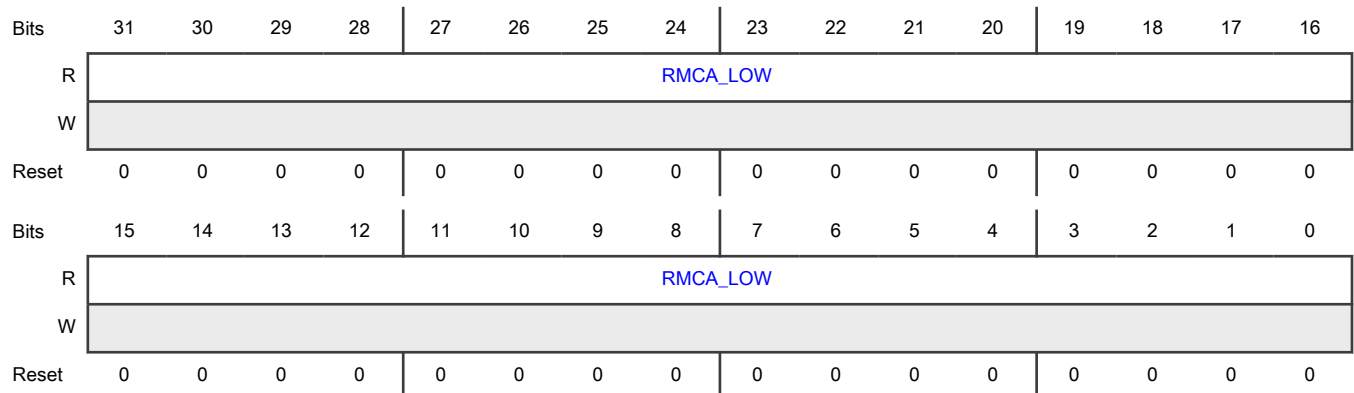 Bits 31 30 29 28 27 26 25 24 23 22 21 20 19 18 17 16
R RMCA_LOW
W
Reset 0 0 0 0 0 0 0 0 0 0 0 0 0 0 0 0
Bits 15 14 13 12 11 10 9 8 7 6 5 4 3 2 1 0
R RMCA_LOW
W
Reset 0 0 0 0 0 0 0 0 0 0 0 0 0 0 0 0